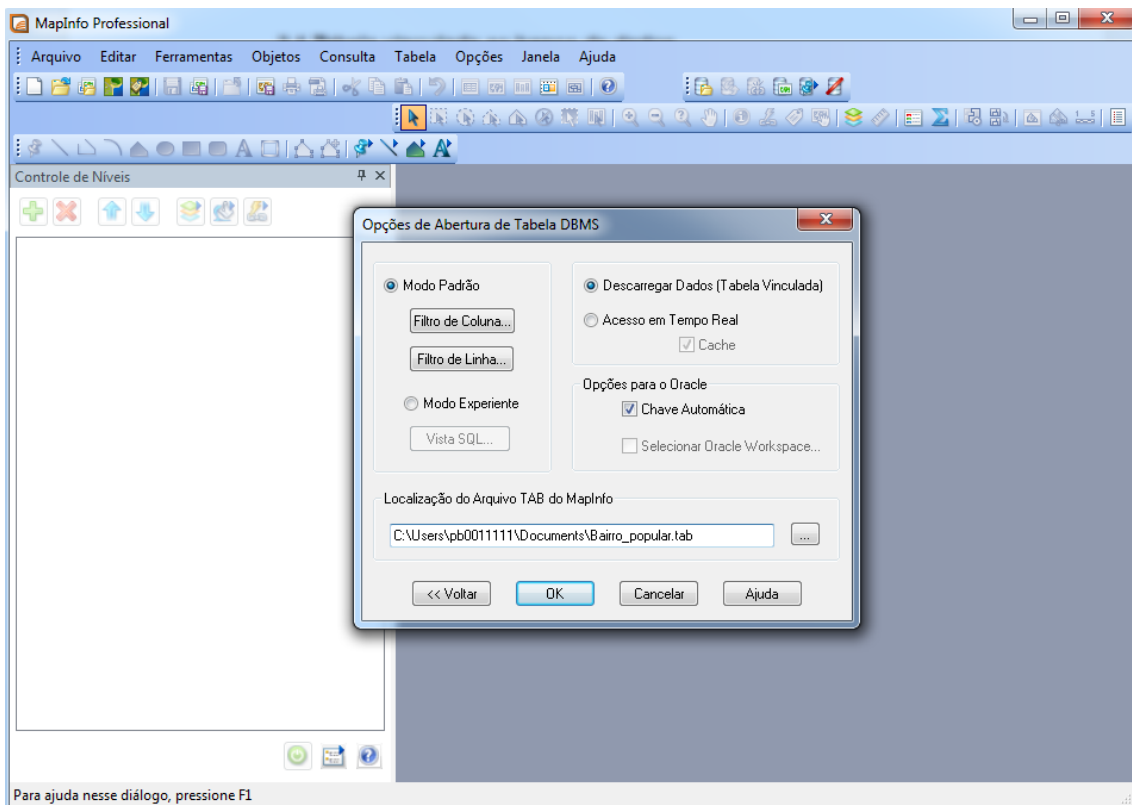 MapInfo Professional
Arquivo Editar Ferramentas Objetos Consulta Tabela Opções Janela Ajuda
Controle de Níveis
Opções de Abertura de Tabela DBMS
Modo Padrão
Filtro de Coluna...
Filtro de Linha...
Modo Experiente
Vista SQL...
Descarregar Dados (Tabela Vinculada)
Acesso em Tempo Real
Cache
Opções para o Oracle
Chave Automática
Selecionar Oracle Workspace...
Localização do Arquivo TAB do MapInfo
C:\Users\pb0011111\Documents\Bairro_popular.tab
...
<< Voltar OK Cancelar Ajuda
Para ajuda nesse diálogo, pressione F1